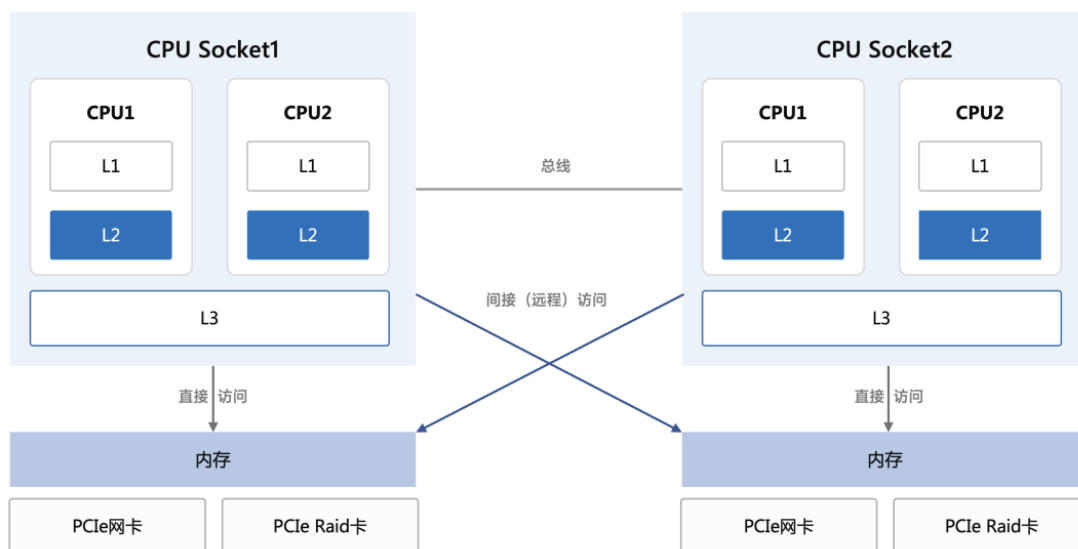 CPU Socket1
CPU Socket2
CPU1
CPU2
CPU1
CPU2
L1
L1
总线
L1
L1
L2
L2
L2
L2
间接（远程）访问
L3
L3
直接 访问
直接 访问
内存
内存
PCIe网卡
PCIe Raid卡
PCIe网卡
PCIe Raid卡